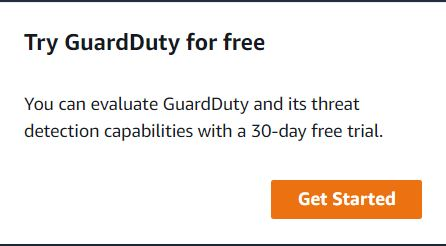 Try GuardDuty for free
You can evaluate GuardDuty and its threat
detection capabilities with a 30-day free trial.
Get Started